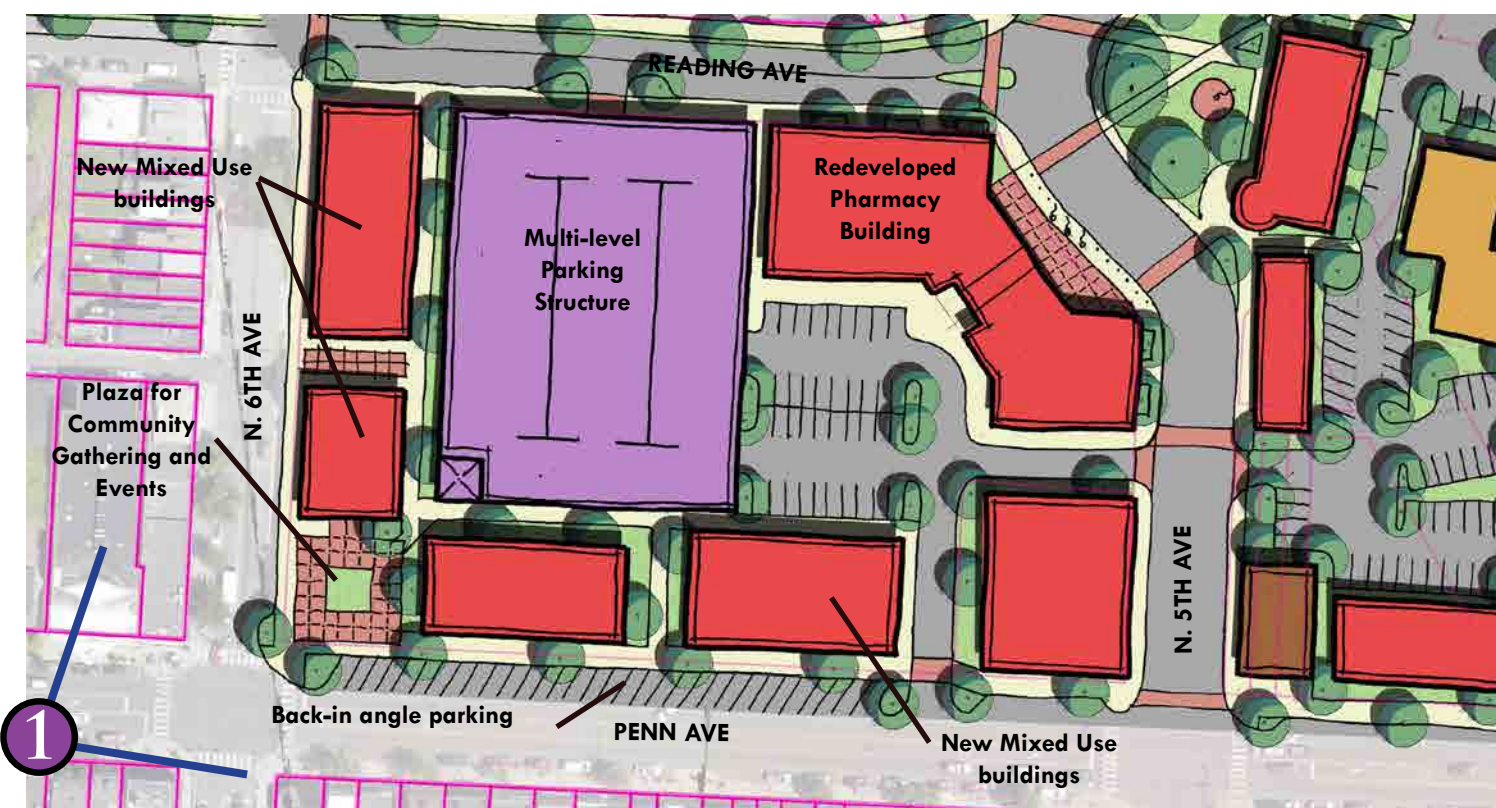 READING AVE
New Mixed Use
buildings
Redeveloped
Pharmacy
Building
Multi-level
Parking
Structure
N. 6TH AVE
Plaza for
Community
Gathering and
Events
N. 5TH AVE
Back-in angle parking
PENN AVE
1
New Mixed Use
buildings